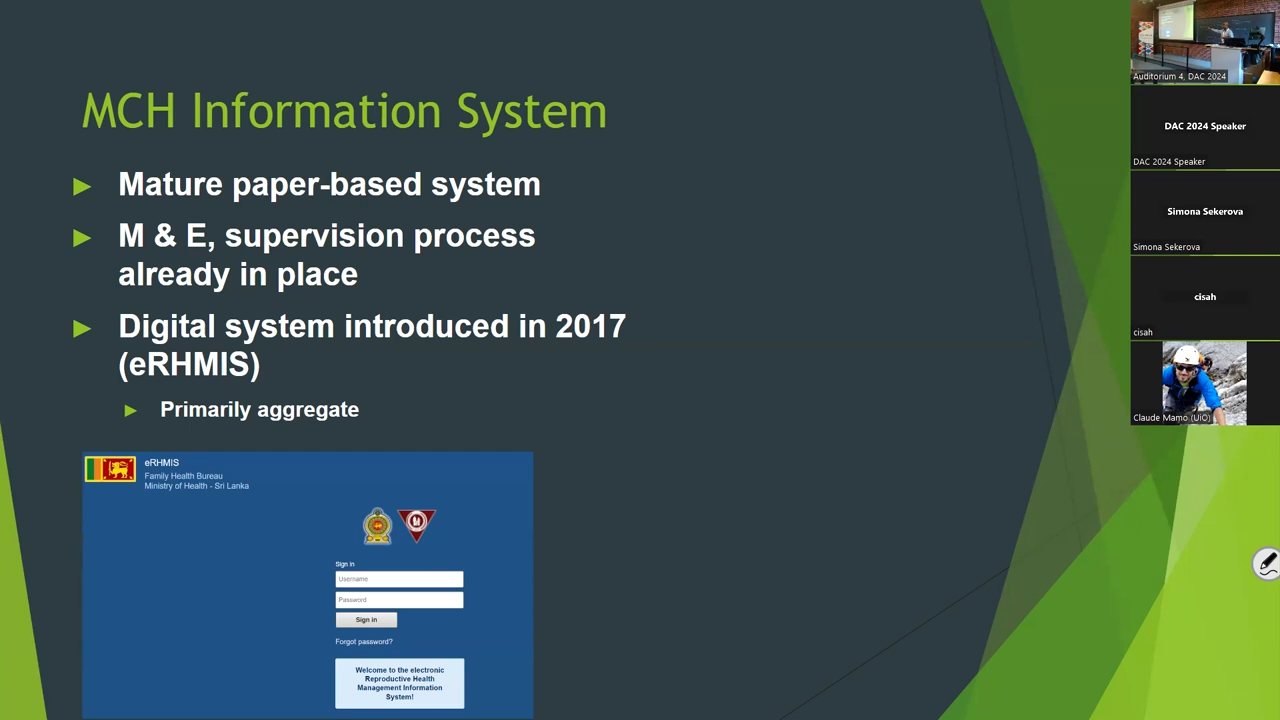 MCH Information System
Mature paper-based system
M & E, supervision process
already in place
Digital system introduced in 2017
(eRHMIS)
Primarily aggregate
eRHMIS
Family Health Bureau
Ministry of Health - Sri Lanka
Sign in
Username
Password
Sign in
Forgot password?
Welcome to the electronic
Reproductive Health
Management Information
System!
Auditorium 4, DAC 2024
DAC 2024 Speaker
DAC 2024 Speaker
Simona Sekerova
Simona Sekerova
cisah
cisah
Claude Mamo (UiO)